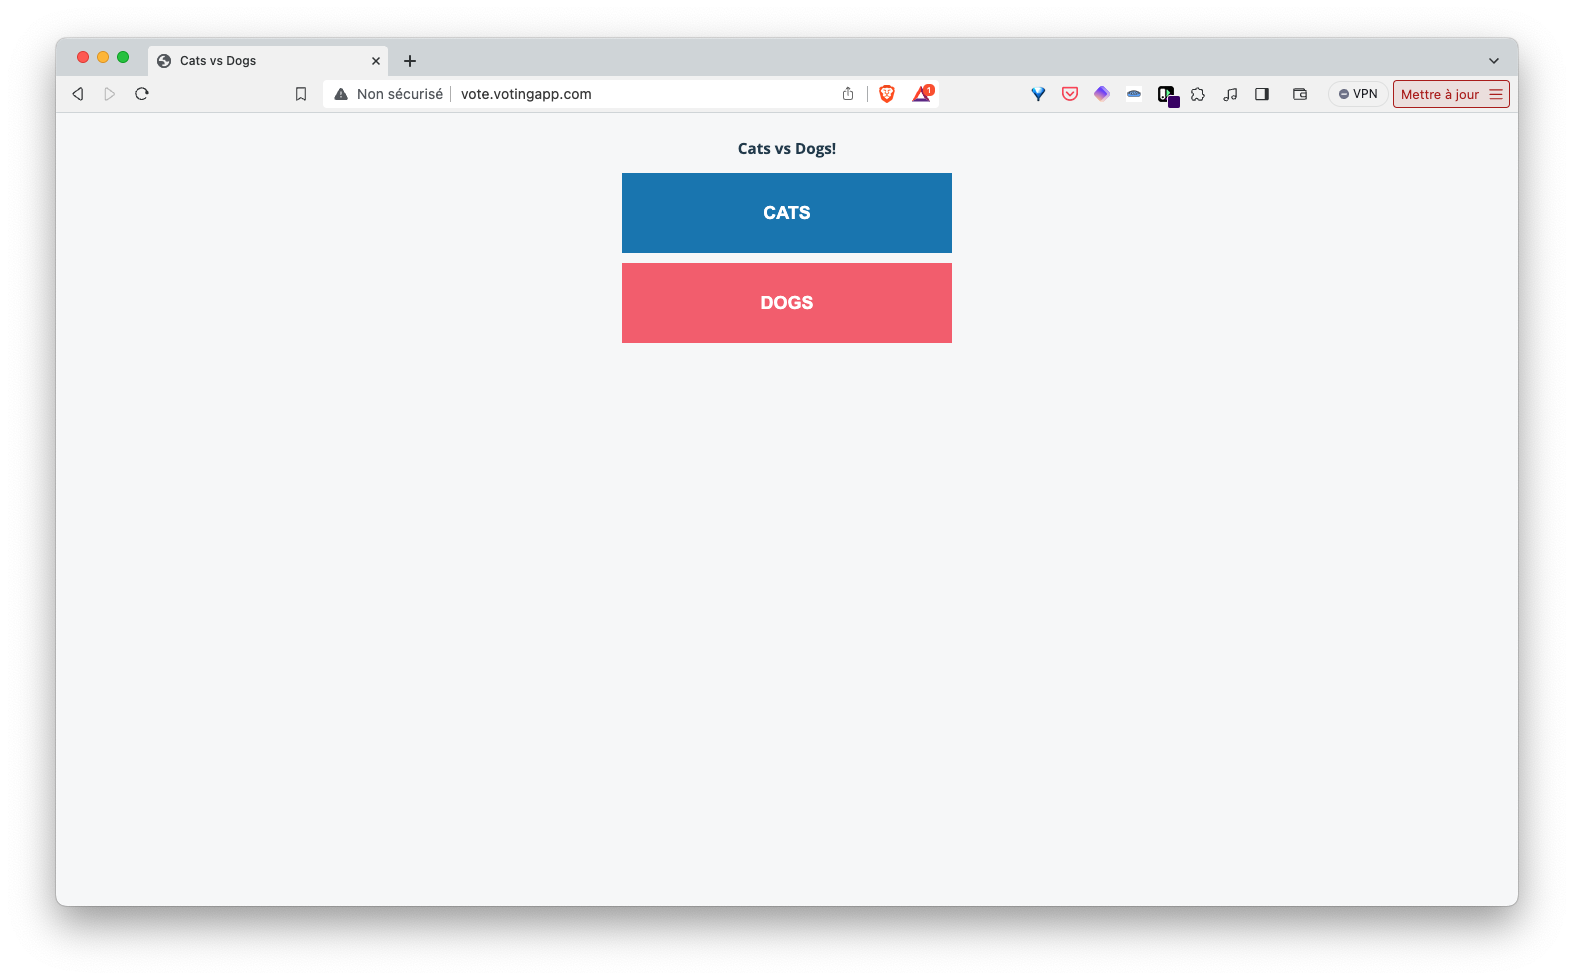 Cats vs Dogs
Non sécurisé vote.votingapp.com 1 VPN Mettre à jour
Cats vs Dogs!
CATS
DOGS